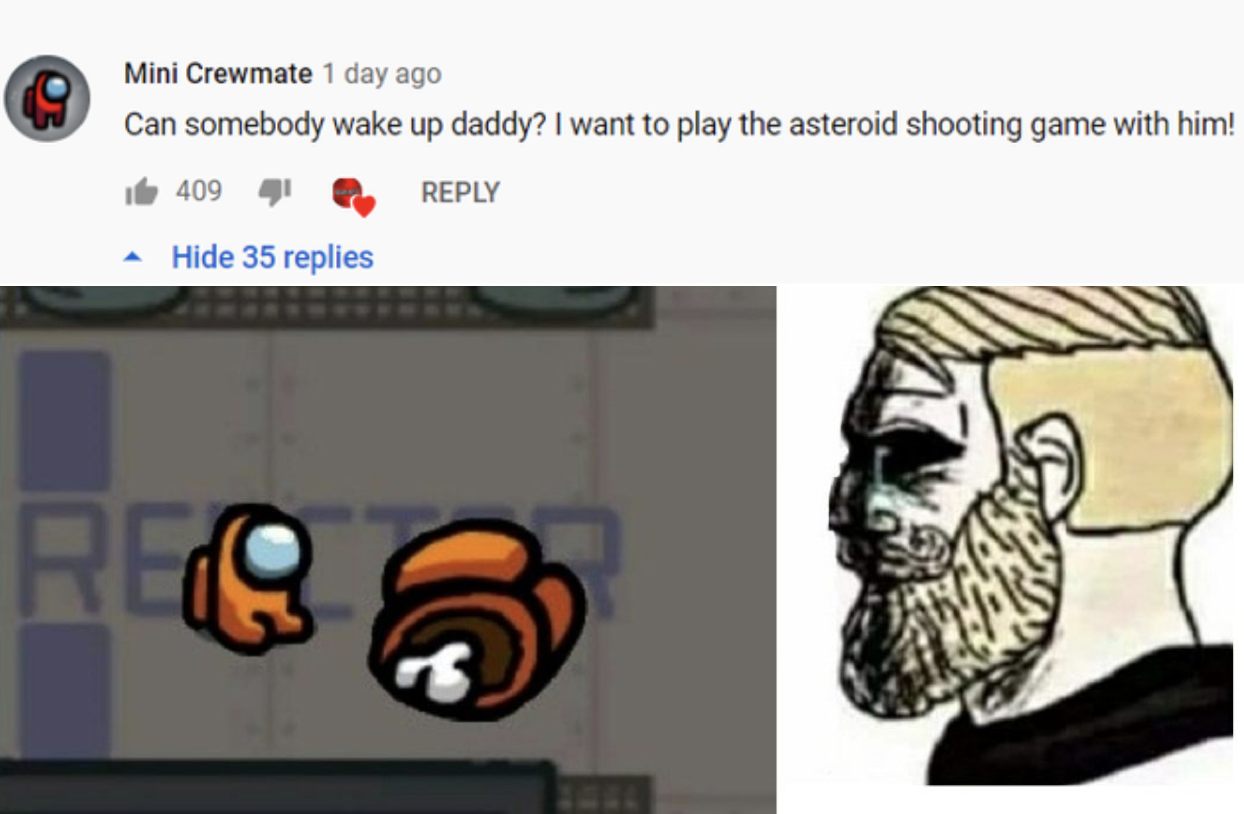 Mini Crewmate 1 day ago
Can somebody wake up daddy? I want to play the asteroid shooting game with him!
409
REPLY
Hide 35 replies
REACTOR